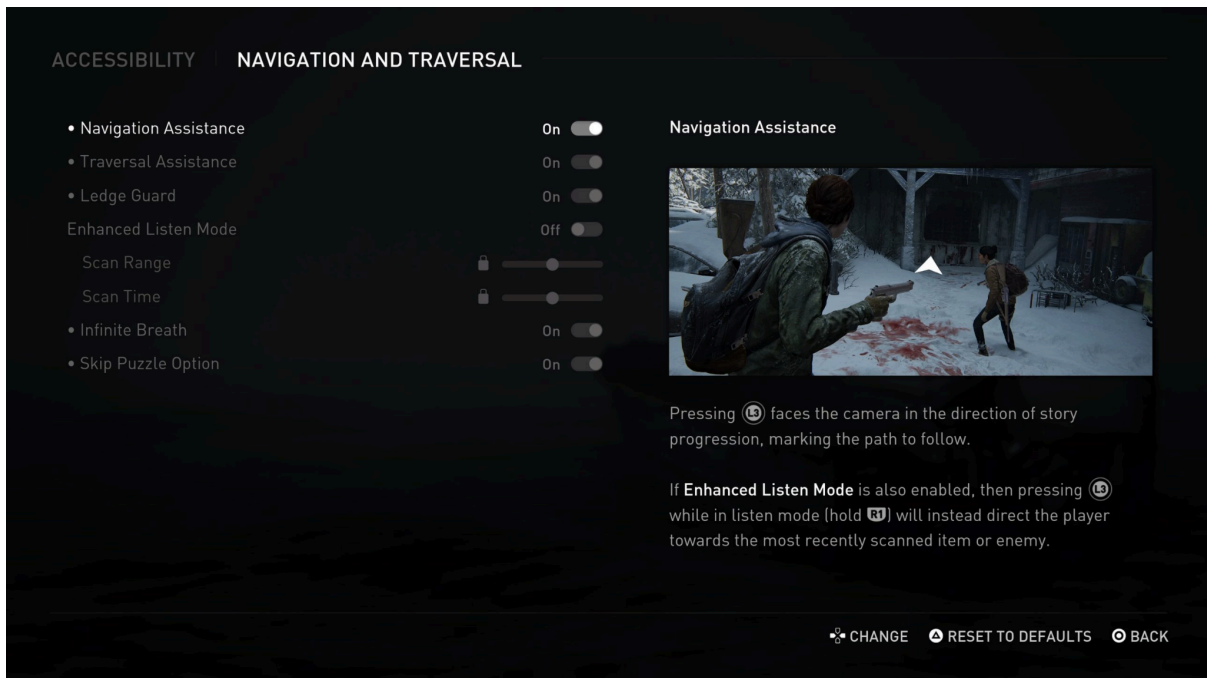 ACCESSIBILITY NAVIGATION AND TRAVERSAL
• Navigation Assistance On
• Traversal Assistance On
• Ledge Guard On
Enhanced Listen Mode Off
Scan Range
Scan Time
• Infinite Breath On
• Skip Puzzle Option On
Navigation Assistance
Pressing L3 faces the camera in the direction of story
progression, marking the path to follow.
If Enhanced Listen Mode is also enabled, then pressing L3
while in listen mode (hold R1) will instead direct the player
towards the most recently scanned item or enemy.
CHANGE RESET TO DEFAULTS BACK